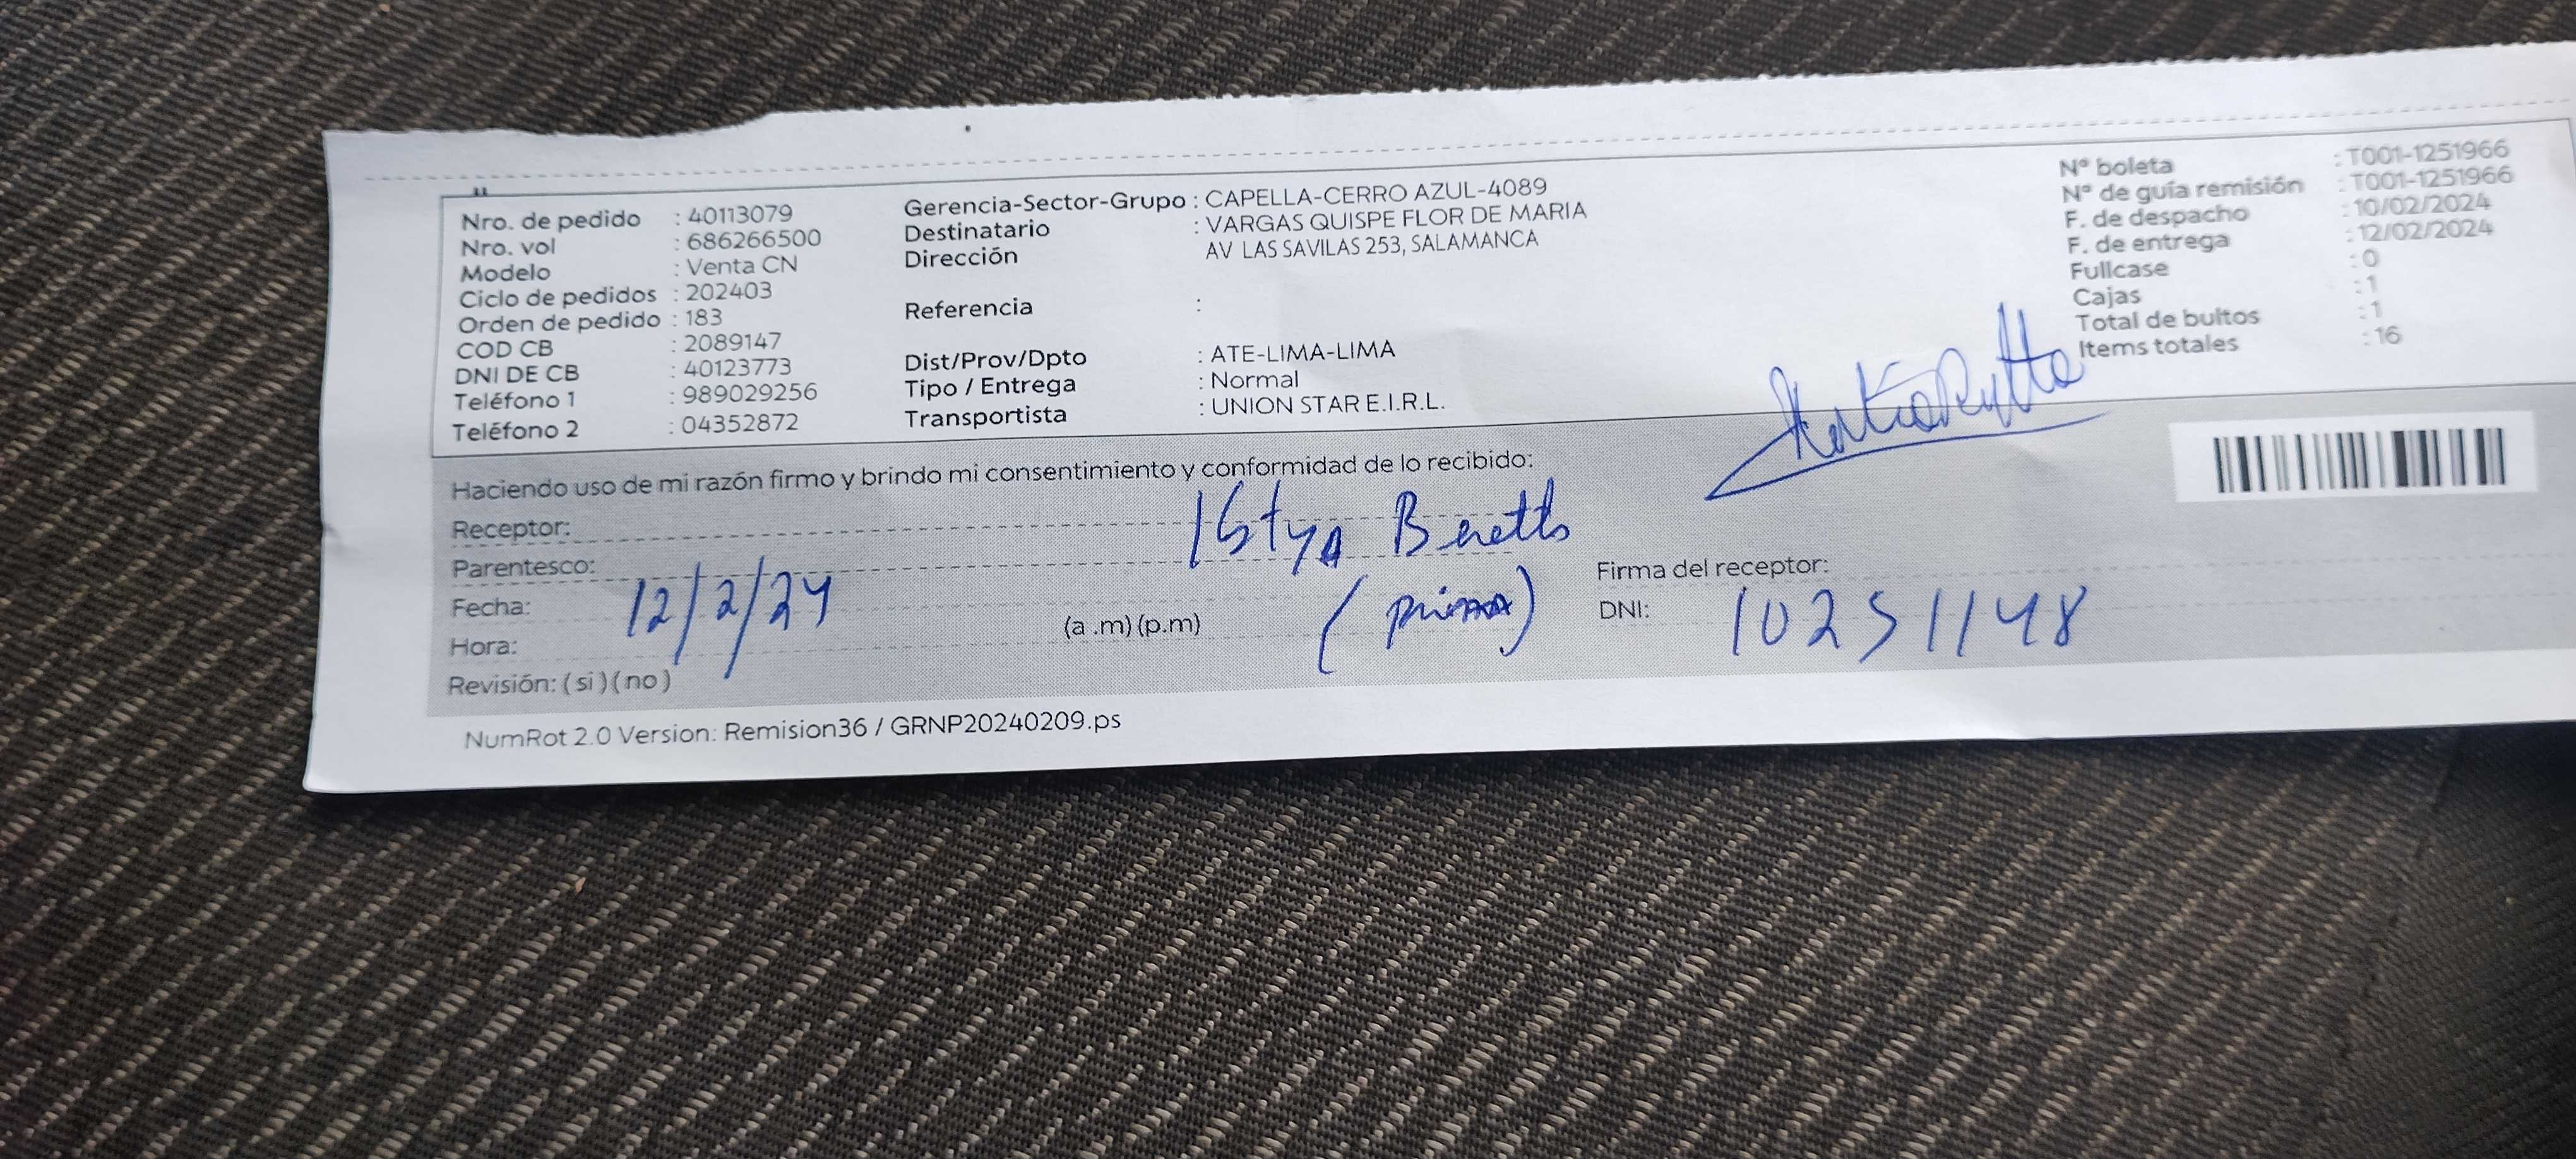 Nro. de pedido : 40113079
Nro. vol : 686266500
Modelo : Venta CN
Ciclo de pedidos : 202403
Orden de pedido : 183
COD CB : 2089147
DNI DE CB : 40123773
Teléfono 1 : 989029256
Teléfono 2 : 04352872
Gerencia-Sector-Grupo : CAPELLA-CERRO AZUL-4089
Destinatario : VARGAS QUISPE FLOR DE MARIA
Dirección AV LAS SAVILAS 253, SALAMANCA
Referencia :
Dist/Prov/Dpto : ATE-LIMA-LIMA
Tipo / Entrega : Normal
Transportista : UNION STAR E.I.R.L.
Nº boleta : T001-1251966
Nº de guía remisión : T001-1251966
F. de despacho : 10/02/2024
F. de entrega : 12/02/2024
Fullcase : 0
Cajas : 1
Total de bultos : 1
Items totales : 16
Haciendo uso de mi razón firmo y brindo mi consentimiento y conformidad de lo recibido:
Receptor:
Parentesco:
Fecha: 12/2/24
Hora: (a .m) (p.m)
(prima)
Revisión: ( si ) ( no )
Firma del receptor:
DNI: 10251148
NumRot 2.0 Version: Remision36 / GRNP20240209.ps